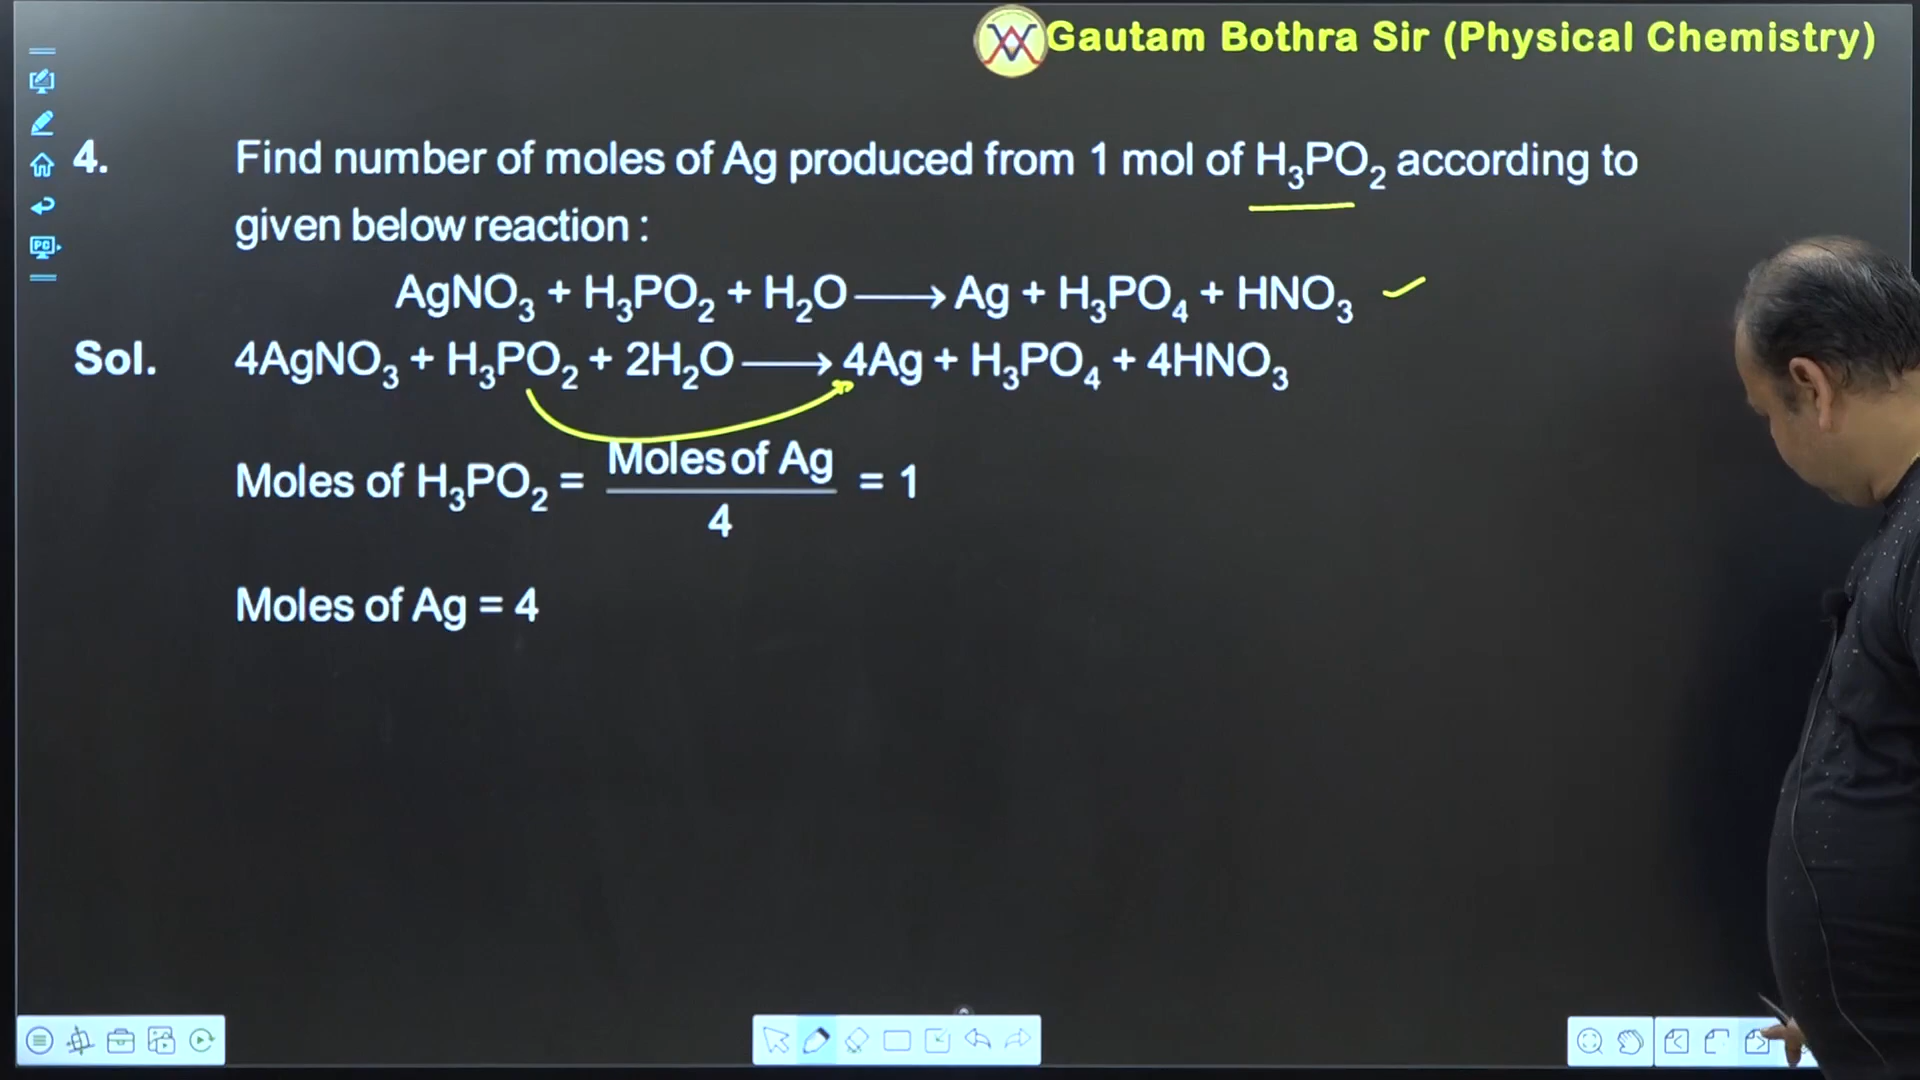 Gautam Bothra Sir (Physical Chemistry)
4. Find number of moles of Ag produced from 1 mol of H₃PO₂ according to
given below reaction :
AgNO₃ + H₃PO₂ + H₂O ⟶ Ag + H₃PO₄ + HNO₃
Sol. 4AgNO₃ + H₃PO₂ + 2H₂O ⟶ 4Ag + H₃PO₄ + 4HNO₃
Moles of H₃PO₂ = Moles of Ag / 4 = 1
Moles of Ag = 4